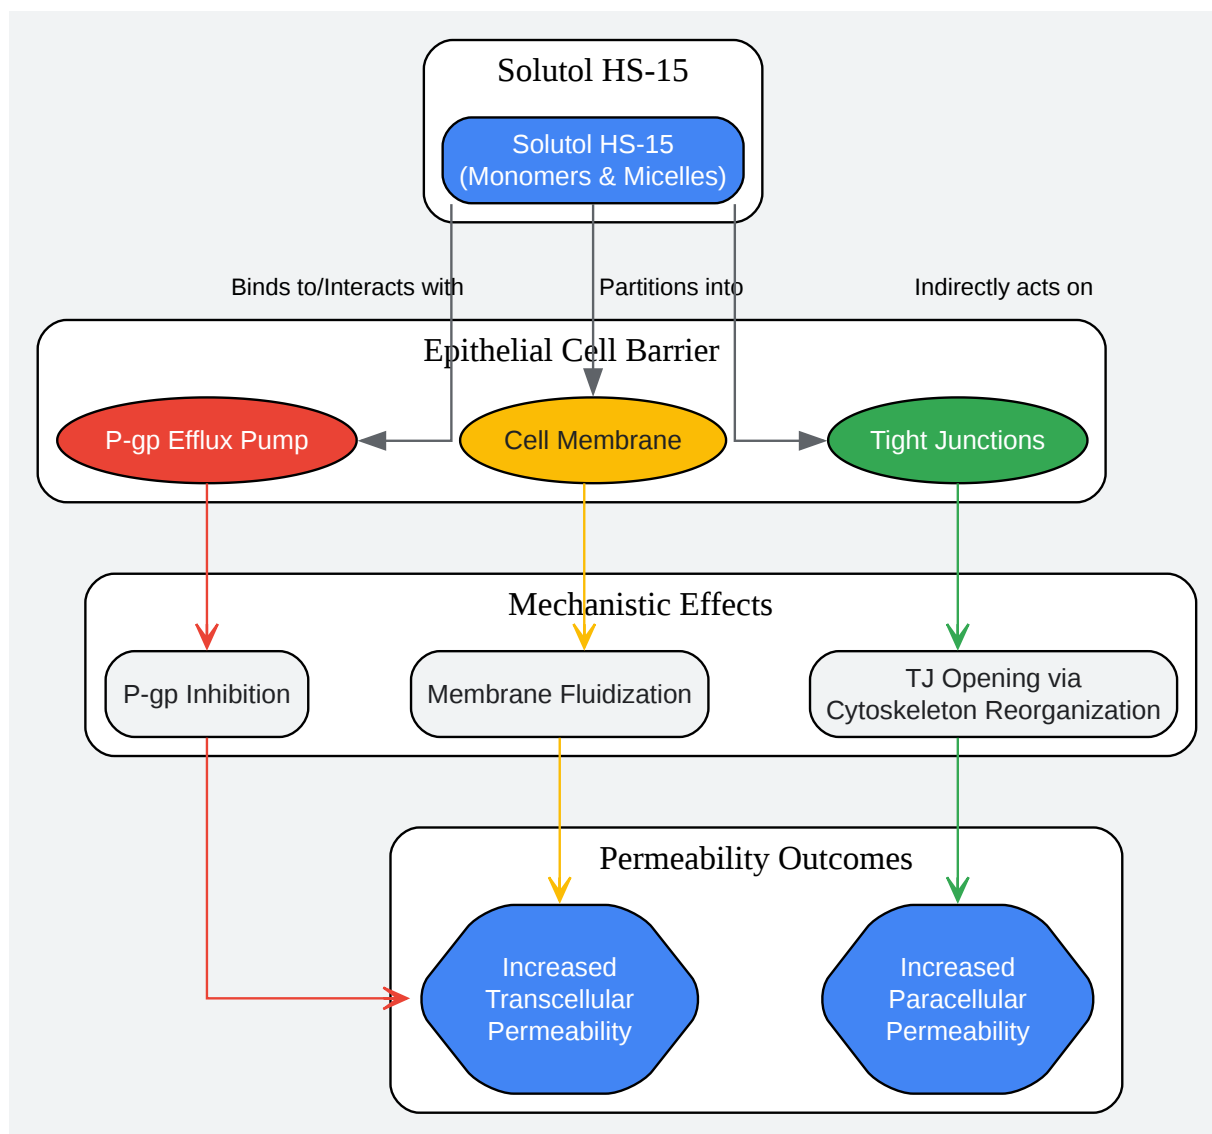 Solutol HS-15
Solutol HS-15
(Monomers & Micelles)
Binds to/Interacts with
Partitions into
Indirectly acts on
Epithelial Cell Barrier
P-gp Efflux Pump
Cell Membrane
Tight Junctions
Mechanistic Effects
P-gp Inhibition
Membrane Fluidization
TJ Opening via
Cytoskeleton Reorganization
Permeability Outcomes
Increased
Transcellular
Permeability
Increased
Paracellular
Permeability